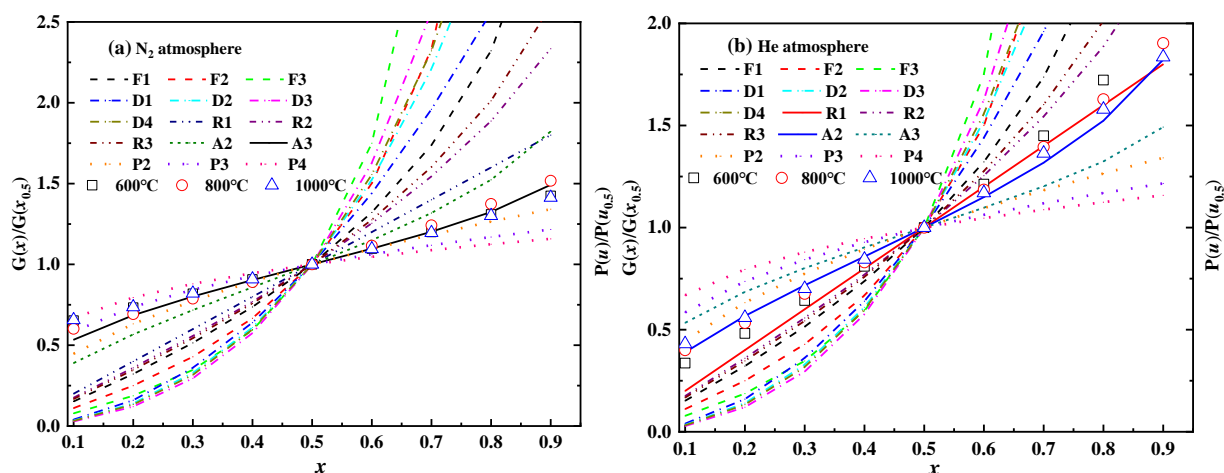 (a) N₂ atmosphere
F1 F2 F3
D1 D2 D3
D4 R1 R2
R3 A2 A3
P2 P3 P4
600℃ 800℃ 1000℃
2.5
2.0
1.5
1.0
0.5
0.0
G(x)/G(x₀.₅)
P(u)/P(u₀.₅)
0.1 0.2 0.3 0.4 0.5 0.6 0.7 0.8 0.9
x
(b) He atmosphere
F1 F2 F3
D1 D2 D3
D4 R1 R2
R3 A2 A3
P2 P3 P4
600℃ 800℃ 1000℃
2.0
1.5
1.0
0.5
0.0
G(x)/G(x₀.₅)
P(u)/P(u₀.₅)
0.1 0.2 0.3 0.4 0.5 0.6 0.7 0.8 0.9
x